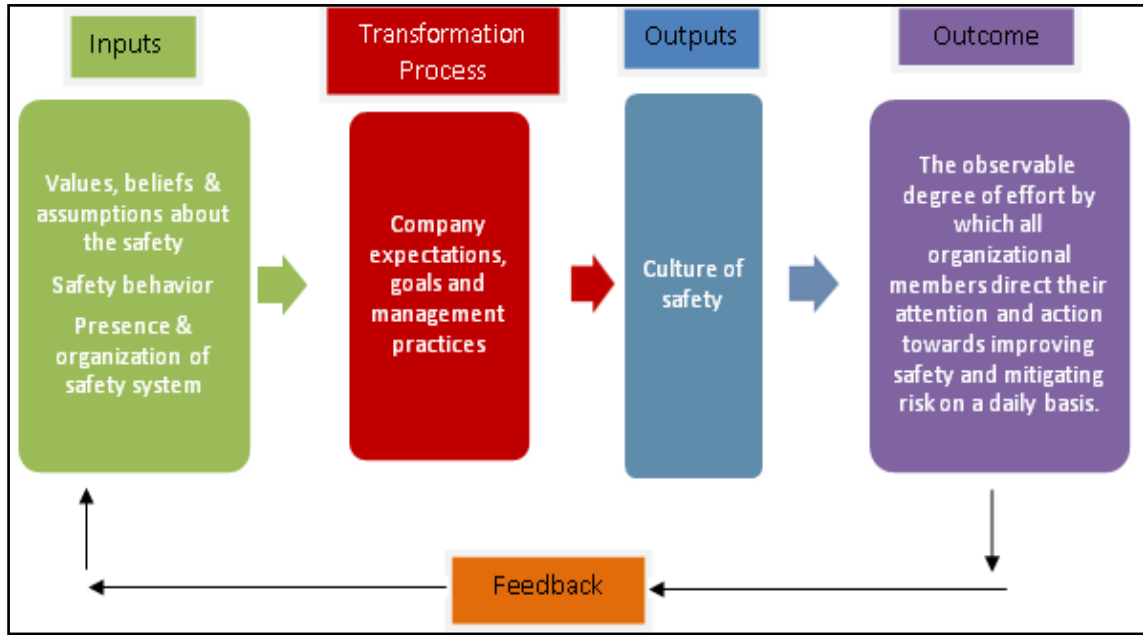 Inputs
Transformation
Process
Outputs
Outcome
Values, beliefs &
assumptions about
the safety
Safety behavior
Presence &
organization of
safety system
Company
expectations,
goals and
management
practices
Culture of
safety
The observable
degree of effort by
which all
organizational
members direct their
attention and action
towards improving
safety and mitigating
risk on a daily basis.
Feedback